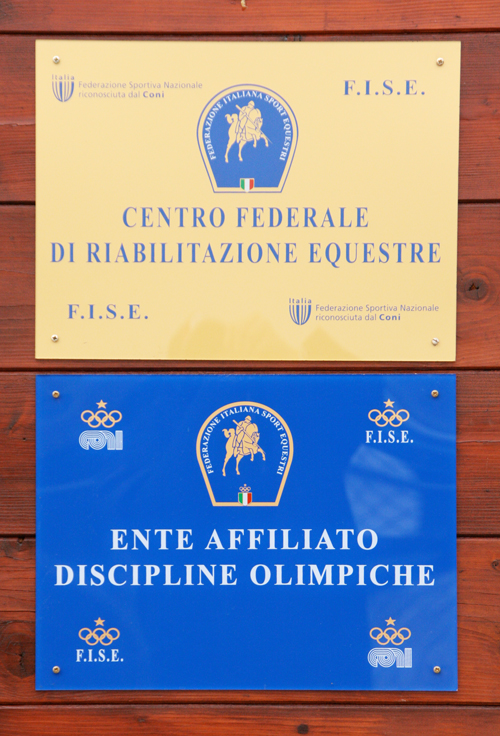 Italia
Federazione Sportiva Nazionale
riconosciuta dal Coni
F.I.S.E.
FEDERAZIONE ITALIANA SPORT EQUESTRI
CENTRO FEDERALE
DI RIABILITAZIONE EQUESTRE
F.I.S.E.
Italia
Federazione Sportiva Nazionale
riconosciuta dal Coni
CONI
FEDERAZIONE ITALIANA SPORT EQUESTRI
F.I.S.E.
ENTE AFFILIATO
DISCIPLINE OLIMPICHE
F.I.S.E.
CONI